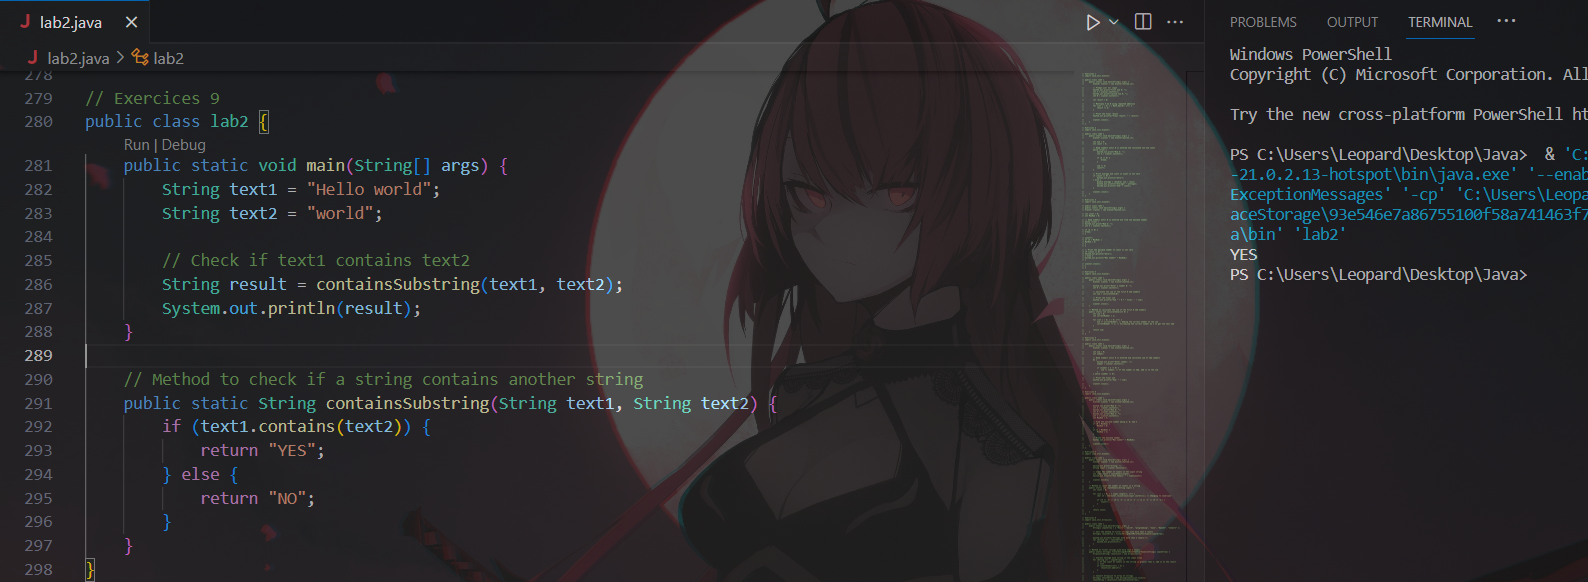 lab2.java
PROBLEMS OUTPUT TERMINAL
lab2.java > lab2
278
279 // Exercices 9
280 public class lab2 {
Run | Debug
281 public static void main(String[] args) {
282 String text1 = "Hello world";
283 String text2 = "world";
284
285 // Check if text1 contains text2
286 String result = containsSubstring(text1, text2);
287 System.out.println(result);
288 }
289
290 // Method to check if a string contains another string
291 public static String containsSubstring(String text1, String text2) {
292 if (text1.contains(text2)) {
293 return "YES";
294 } else {
295 return "NO";
296 }
297 }
298 }
Windows PowerShell
Copyright (C) Microsoft Corporation. All
Try the new cross-platform PowerShell ht
PS C:\Users\Leopard\Desktop\Java> & 'C:
-21.0.2.13-hotspot\bin\java.exe' '--enab
ExceptionMessages' '-cp' 'C:\Users\Leopa
aceStorage\93e546e7a86755100f58a741463f7
a\bin' 'lab2'
YES
PS C:\Users\Leopard\Desktop\Java>